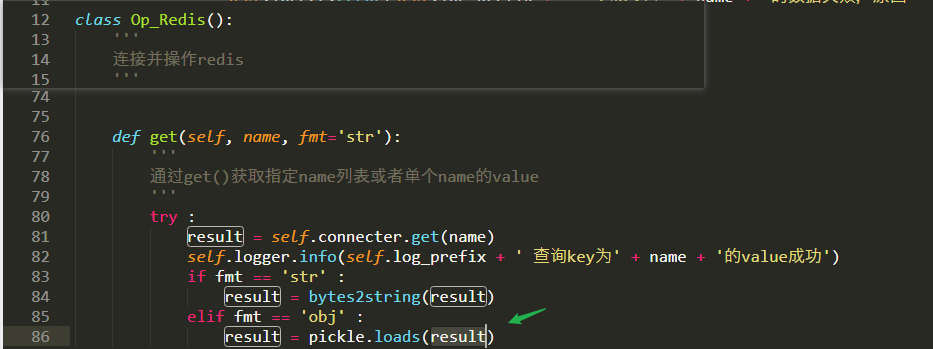 11
12 class Op_Redis():
13 '''
14 连接并操作redis
15 '''
74
75
76 def get(self, name, fmt='str'):
77 '''
78 通过get()获取指定name列表或者单个name的value
79 '''
80 try :
81 result = self.connecter.get(name)
82 self.logger.info(self.log_prefix + ' 查询key为' + name + '的value成功')
83 if fmt == 'str' :
84 result = bytes2string(result)
85 elif fmt == 'obj' :
86 result = pickle.loads(result)